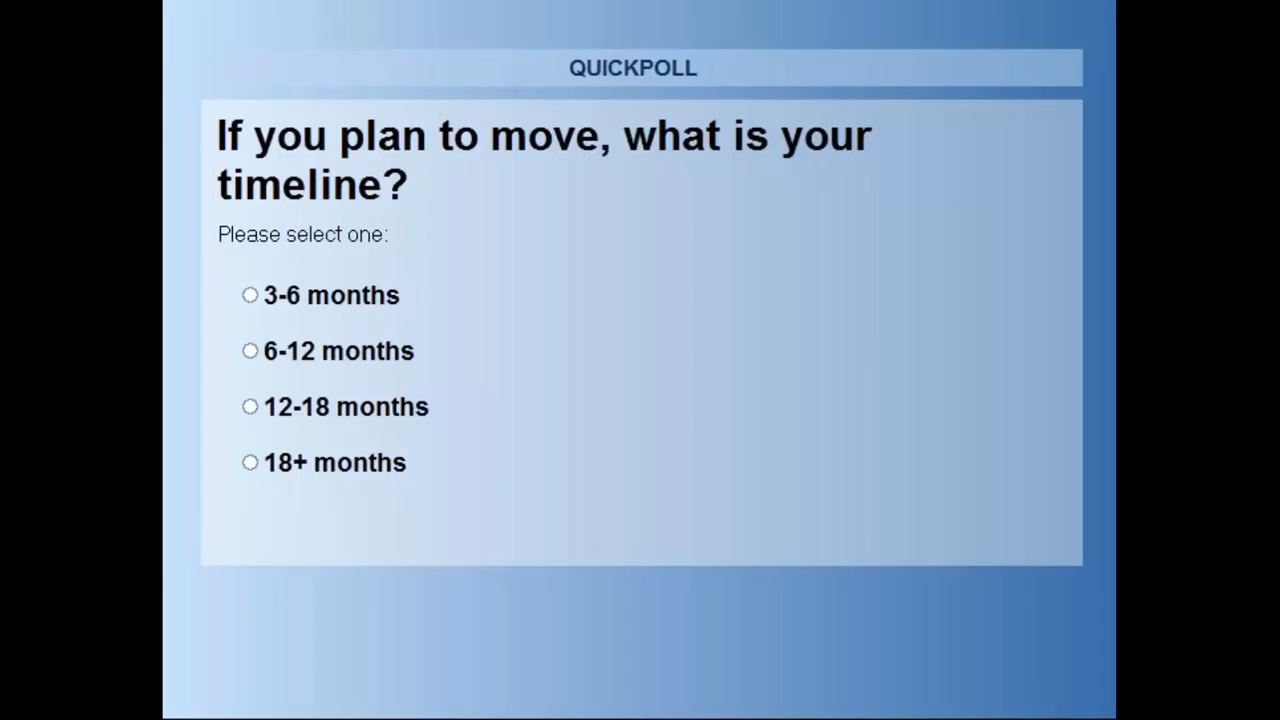 QUICKPOLL
If you plan to move, what is your
timeline?
Please select one:
3-6 months
6-12 months
12-18 months
18+ months